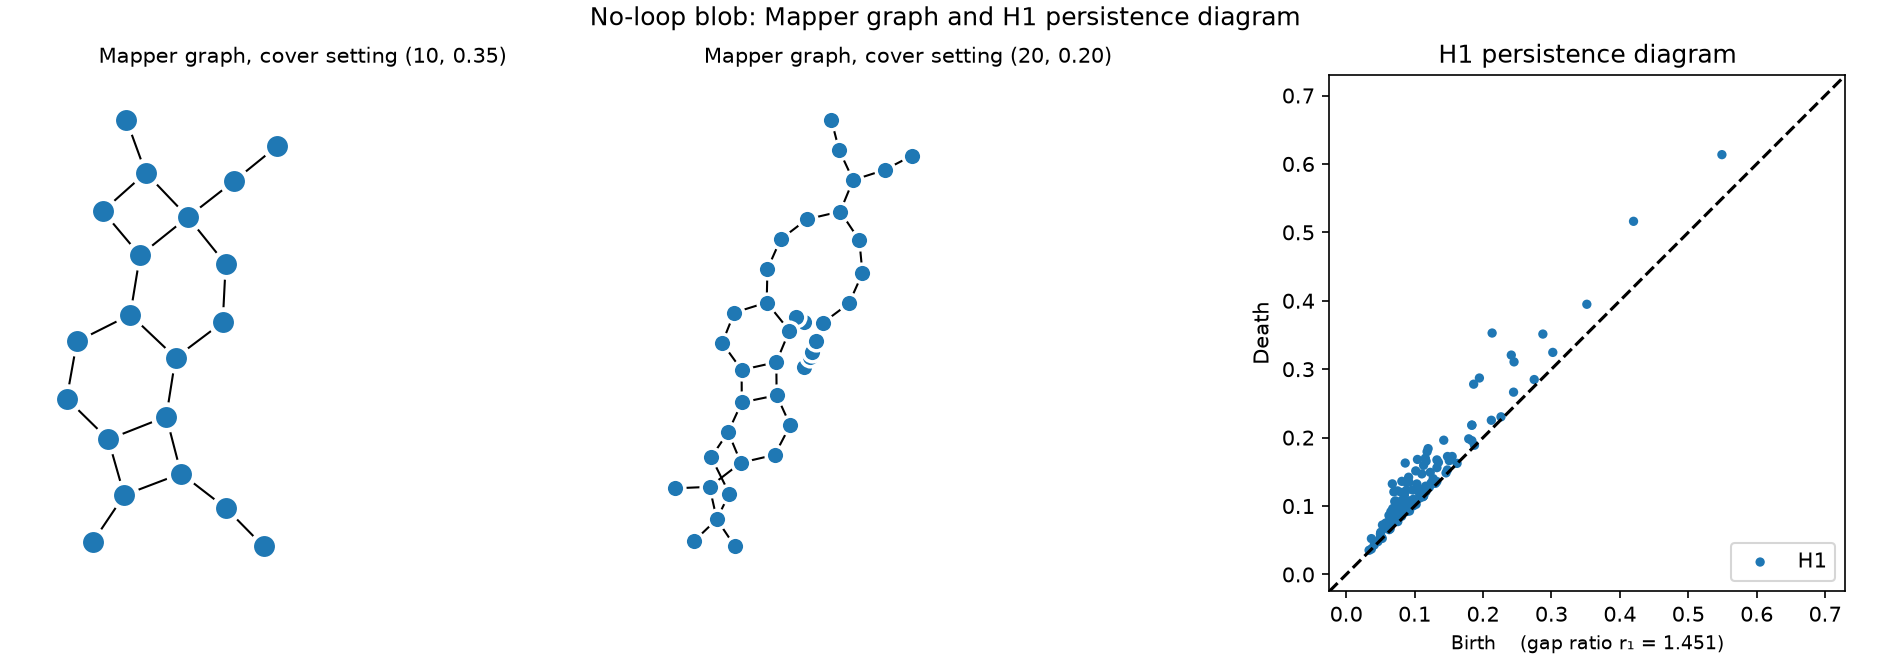 No-loop blob: Mapper graph and H1 persistence diagram
Mapper graph, cover setting (10, 0.35)
Mapper graph, cover setting (20, 0.20)
H1 persistence diagram
Death
0.7
0.6
0.5
0.4
0.3
0.2
0.1
0.0
H1
0.0 0.1 0.2 0.3 0.4 0.5 0.6 0.7
Birth (gap ratio r₁ = 1.451)